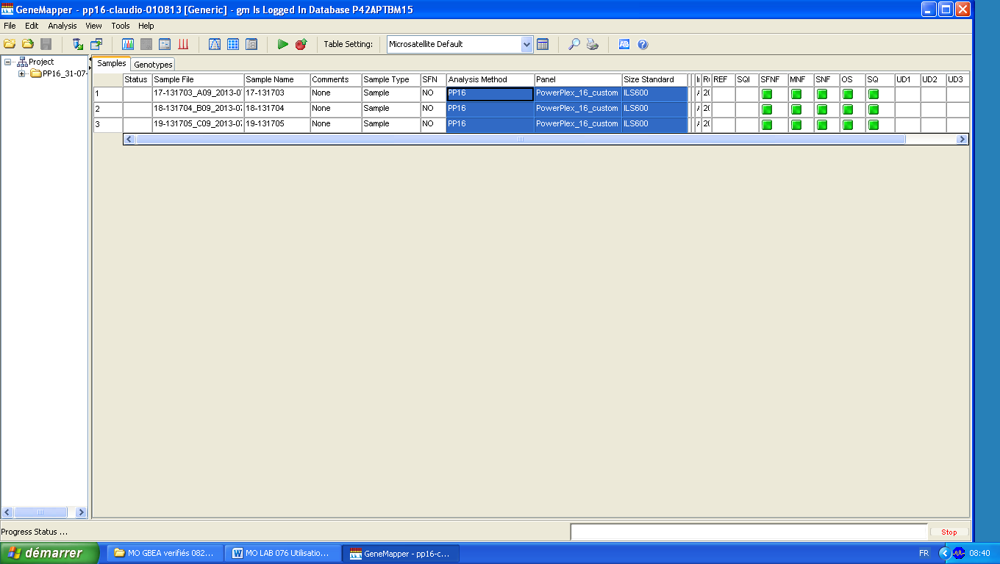 GeneMapper - pp16-claudio-010813 [Generic] - gm Is Logged In Database P42APTBM15
File Edit Analysis View Tools Help
Table Setting: Microsatellite Default
Project
PP16_31-07-
Samples Genotypes
Status Sample File Sample Name Comments Sample Type SFN Analysis Method Panel Size Standard REF SQI SFNF MNF SNF OS SQ UD1 UD2 UD3
1 17-131703_A09_2013-0 17-131703 None Sample NO PP16 PowerPlex_16_custom ILS600 20
2 18-131704_B09_2013-0 18-131704 None Sample NO PP16 PowerPlex_16_custom ILS600 20
3 19-131705_C09_2013-0 19-131705 None Sample NO PP16 PowerPlex_16_custom ILS600 20
Progress Status ... Stop
démarrer MO GBEA verifiés 082... MO LAB 076 Utilisatio... GeneMapper - pp16-c... FR 08:40